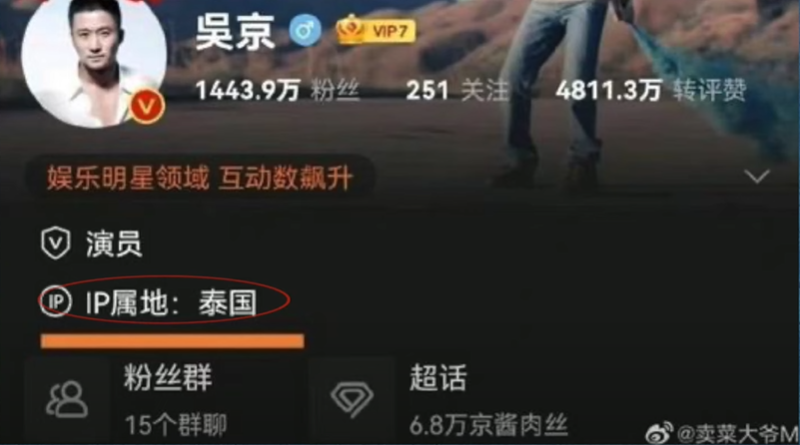 吳京 VIP7
1443.9万 粉丝 251 关注 4811.3万 转评赞
娱乐明星领域 互动数飙升
演员
IP IP属地：泰国
粉丝群 超话
15个群聊 6.8万京酱肉丝
@卖菜大爷M